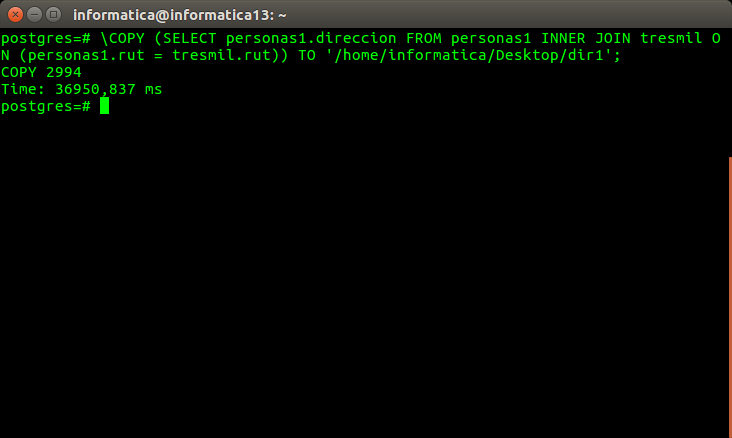 informatica@informatica13: ~
postgres=# \COPY (SELECT personas1.direccion FROM personas1 INNER JOIN tresmil O
N (personas1.rut = tresmil.rut)) TO '/home/informatica/Desktop/dir1';
COPY 2994
Time: 36950,837 ms
postgres=#